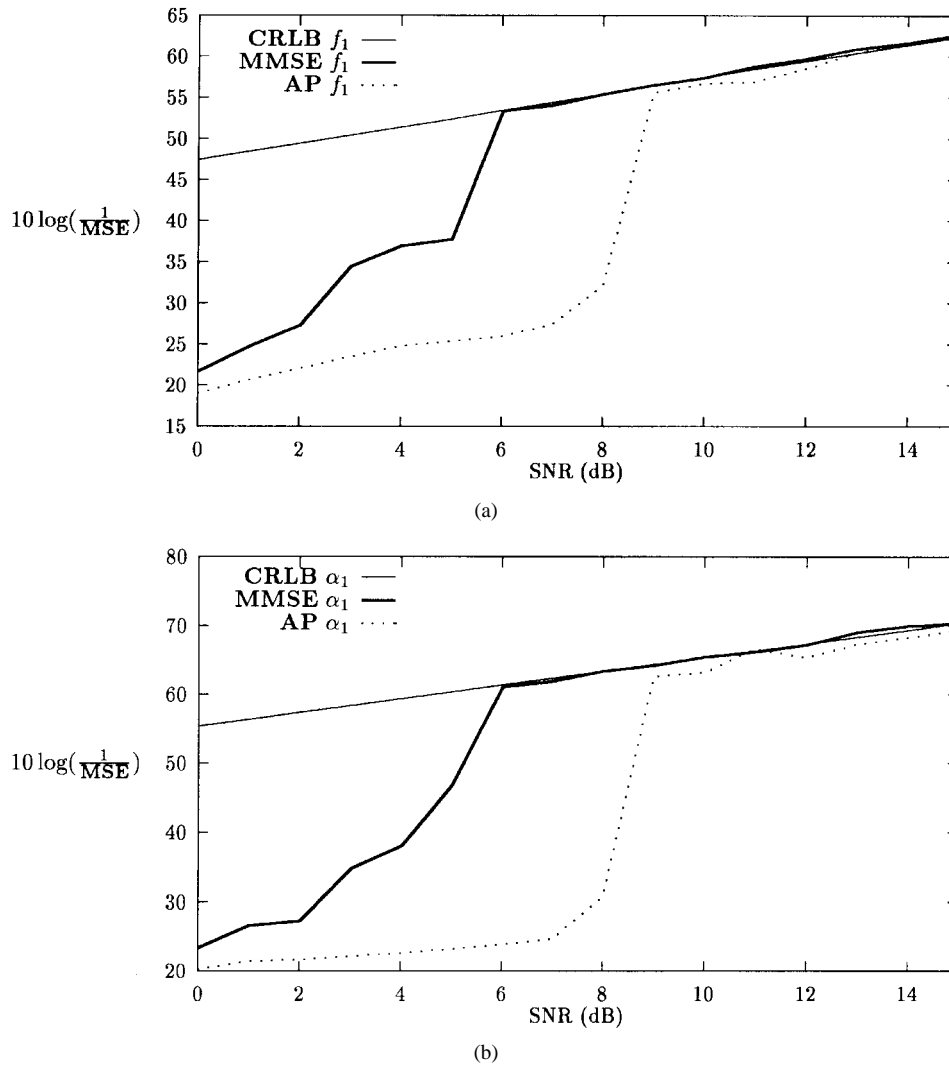 65
60
55
50
45
40
35
30
25
20
15
CRLB f₁
MMSE f₁
AP f₁
10 log(1/MSE)
0 2 4 6 8 10 12 14
SNR (dB)
(a)
80
70
60
50
40
30
20
CRLB α₁
MMSE α₁
AP α₁
10 log(1/MSE)
0 2 4 6 8 10 12 14
SNR (dB)
(b)